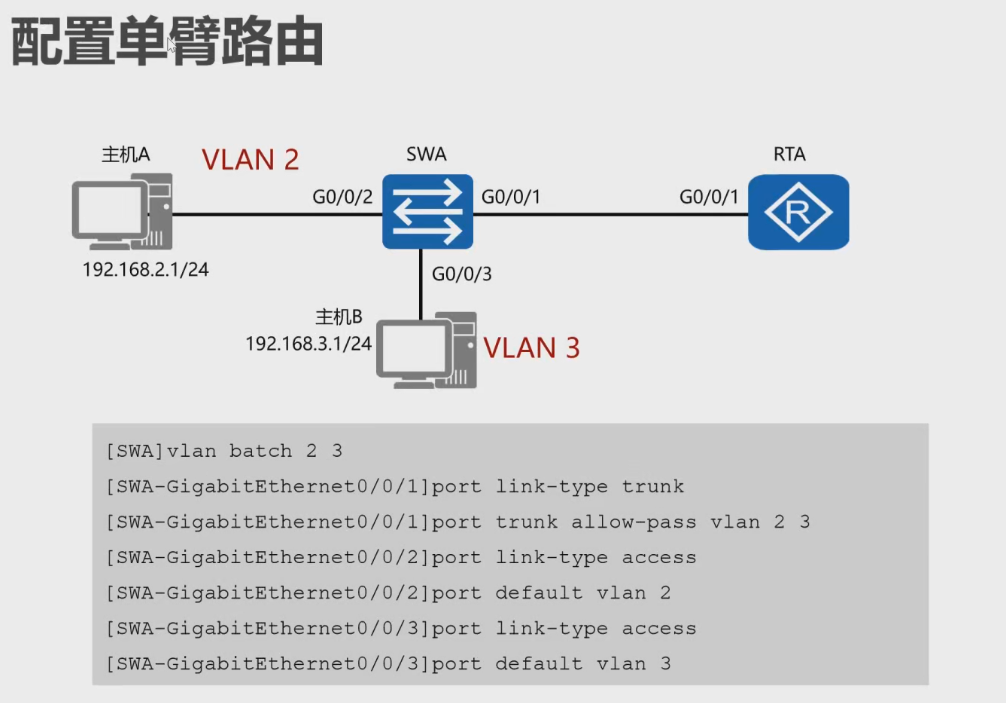 配置单臂路由
主机A
VLAN 2
SWA
RTA
G0/0/2
G0/0/1
G0/0/1
R
192.168.2.1/24
G0/0/3
主机B
192.168.3.1/24
VLAN 3
[SWA]vlan batch 2 3
[SWA-GigabitEthernet0/0/1]port link-type trunk
[SWA-GigabitEthernet0/0/1]port trunk allow-pass vlan 2 3
[SWA-GigabitEthernet0/0/2]port link-type access
[SWA-GigabitEthernet0/0/2]port default vlan 2
[SWA-GigabitEthernet0/0/3]port link-type access
[SWA-GigabitEthernet0/0/3]port default vlan 3